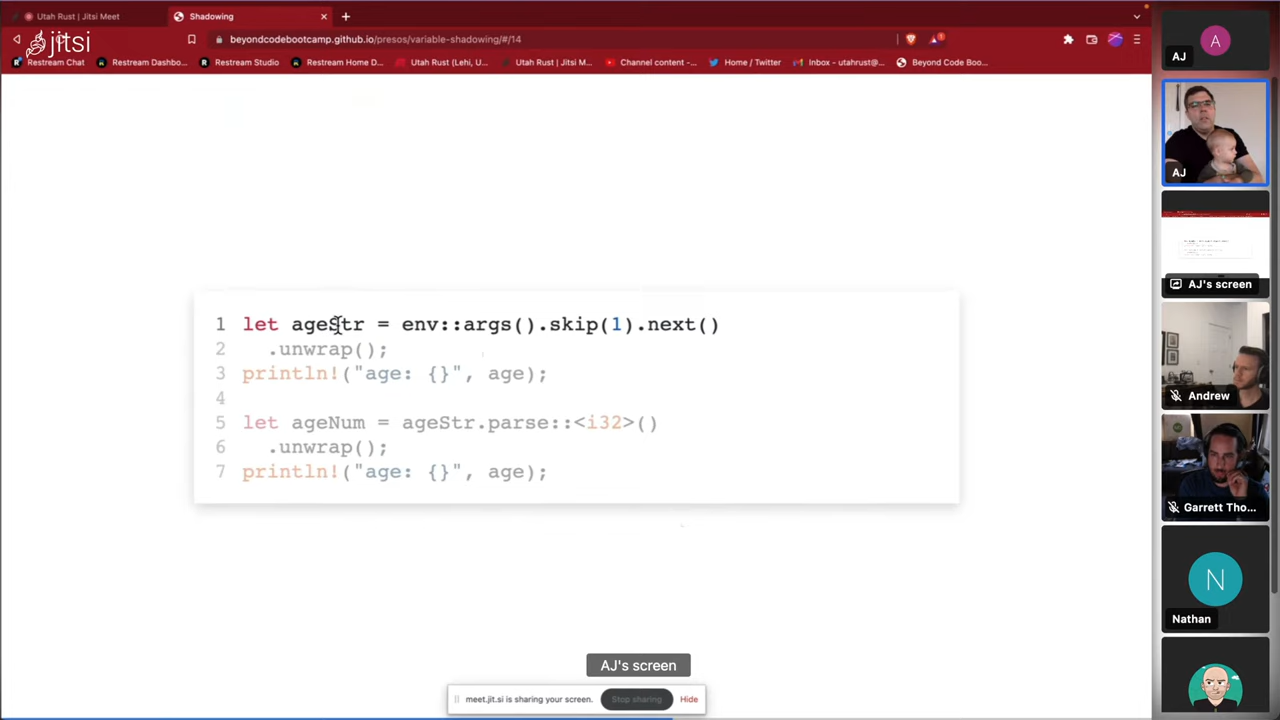 Utah Rust | Jitsi Meet
Shadowing
jitsi
beyondcodebootcamp.github.io/presos/variable-shadowing/#/14
Restream Chat
Restream Dashbo...
Restream Studio
Restream Home D...
Utah Rust (Lehi, U...
Utah Rust | Jitsi M...
Channel content -...
Home / Twitter
Inbox - utahrust@...
Beyond Code Boo...
1 let ageStr = env::args().skip(1).next()
2 .unwrap();
3 println!("age: {}", age);
4
5 let ageNum = ageStr.parse::<i32>()
6 .unwrap();
7 println!("age: {}", age);
AJ's screen
meet.jit.si is sharing your screen.
Stop sharing
Hide
A
AJ
AJ
AJ's screen
Andrew
Garrett Tho...
N
Nathan